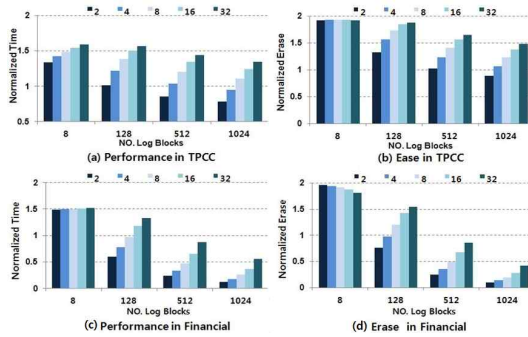 2 4 8 16 32
Normalized Time
2
1.5
1
0.5
8 128 512 1024
NO. Log Blocks
(a) Performance in TPCC
2 4 8 16 32
Normalized Erase
2
1.5
1
0.5
0
8 128 512 1024
NO. Log Blocks
(b) Ease in TPCC
2 4 8 16 32
Normalized Time
2
1.5
1
0.5
0
8 128 512 1024
NO. Log Blocks
(c) Performance in Financial
2 4 8 16 32
Normalized Erase
2
1.5
1
0.5
0
8 128 512 1024
NO. Log Blocks
(d) Erase in Financial